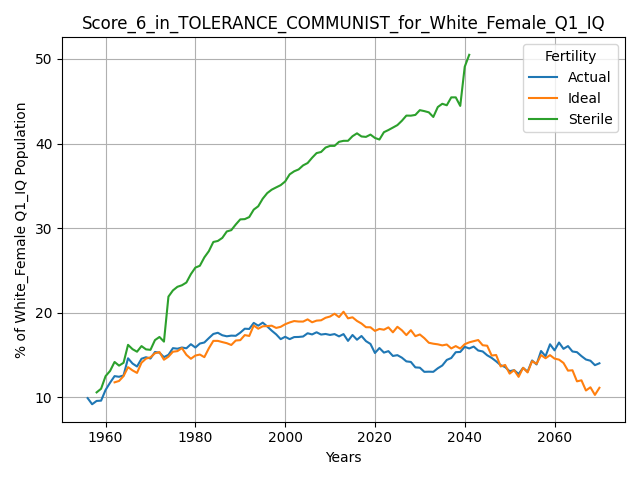 Score_6_in_TOLERANCE_COMMUNIST_for_White_Female_Q1_IQ
% of White_Female Q1_IQ Population
50
40
30
20
10
Fertility
Actual
Ideal
Sterile
1960
1980
2000
2020
2040
2060
Years